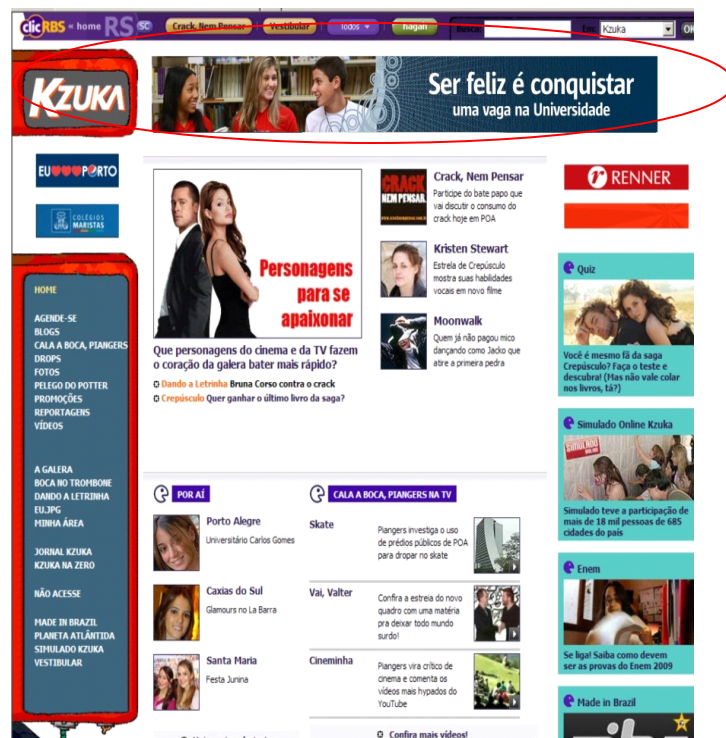 clicRBS « home RS SC
Crack, Nem Pensar
Vestibular
Todos
hagah
Busca:
Em: Kzuka
OK
KZUKA
Ser feliz é conquistar
uma vaga na Universidade
EU PORTO
COLÉGIOS
MARISTAS
HOME
AGENDE-SE
BLOGS
CALA A BOCA, PIANGERS
DROPS
FOTOS
PELEGO DO POTTER
PROMOÇÕES
REPORTAGENS
VÍDEOS
A GALERA
BOCA NO TROMBONE
DANDO A LETRINHA
EU.JPG
MINHA ÁREA
JORNAL KZUKA
KZUKA NA ZERO
NÃO ACESSE
MADE IN BRAZIL
PLANETA ATLÂNTIDA
SIMULADO KZUKA
VESTIBULAR
Personagens
para se
apaixonar
Que personagens do cinema e da TV fazem
o coração da galera bater mais rápido?
Dando a Letrinha Bruna Corso contra o crack
Crepúsculo Quer ganhar o último livro da saga?
CRACK
NEM PENSAR.
Crack, Nem Pensar
Participe do bate papo que
vai discutir o consumo do
crack hoje em POA
Kristen Stewart
Estrela de Crepúsculo
mostra suas habilidades
vocais em novo filme
Moonwalk
Quem já não pagou mico
dançando como Jacko que
atire a primeira pedra
POR AÍ
Porto Alegre
Universitário Carlos Gomes
Caxias do Sul
Glamours no La Barra
Santa Maria
Festa Junina
CALA A BOCA, PIANGERS NA TV
Skate
Piangers investiga o uso
de prédios públicos de POA
para dropar no skate
Vai, Valter
Confira a estreia do novo
quadro com uma matéria
pra deixar todo mundo
surdo!
Cineminha
Piangers vira crítico de
cinema e comenta os
vídeos mais hypados do
YouTube
Confira mais vídeos!
r RENNER
Quiz
Você é mesmo fã da saga
Crepúsculo? Faça o teste e
descubra! (Mas não vale colar
nos livros, tá?)
Simulado Online Kzuka
SIMULADO
Simulado teve a participação de
mais de 18 mil pessoas de 685
cidades do país
Enem
Se liga! Saiba como devem
ser as provas do Enem 2009
Made in Brazil